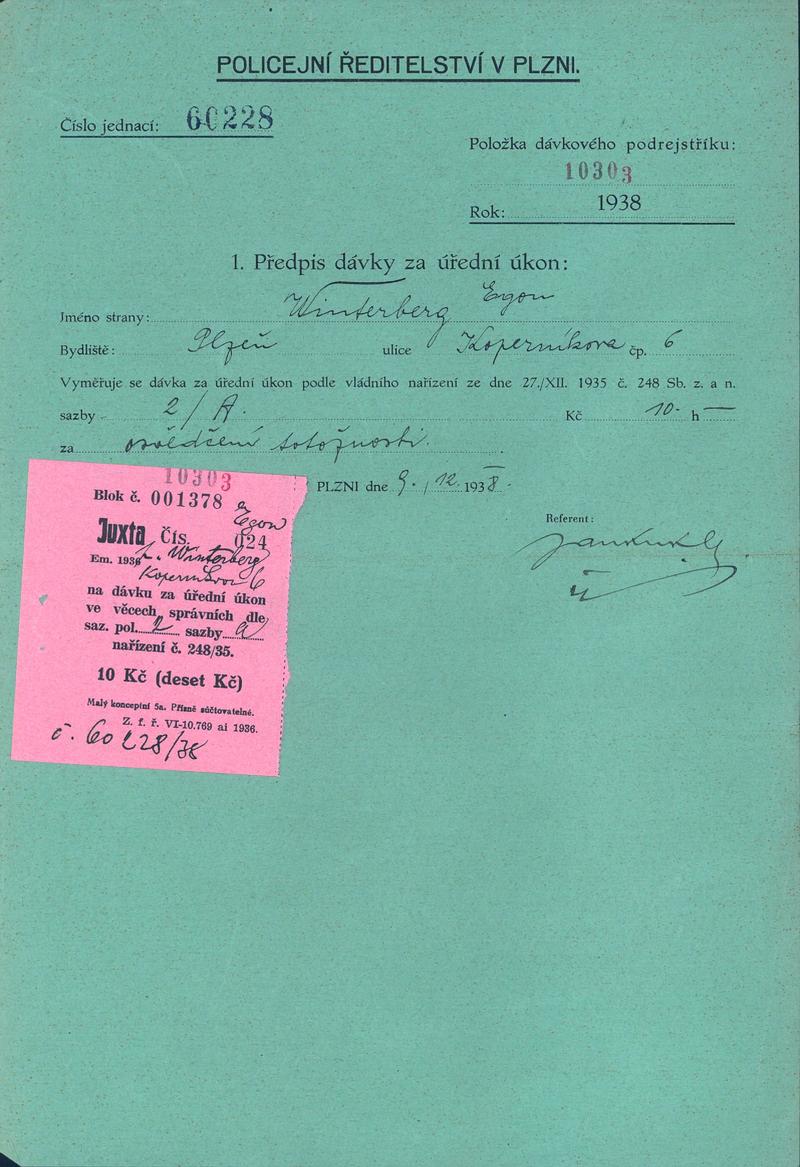 POLICEJNÍ ŘEDITELSTVÍ V PLZNI.
Číslo jednací: 60228
Položka dávkového podrejstříku:
10303
Rok: 1938
1. Předpis dávky za úřední úkon:
Jméno strany: Winterberg Egon
Bydliště: Plzeň ulice Koperníkova čp. 6
Vyměřuje se dávka za úřední úkon podle vládního nařízení ze dne 27./XII. 1935 č. 248 Sb. z. a n.
sazby 2/A. Kč 10.- h —
za osvědčení totožnosti.
PLZNI dne 9./12. 1938.
Referent:
10303
Blok č. 001378
Egon
Juxta Čís. 024
Em. 193 Winterberg
Koperníkova 6
na dávku za úřední úkon
ve věcech správních dle
saz. pol. 2 sazby a
nařízení č. 248/35.
10 Kč (deset Kč)
Malý konceptní 5a. Přísně súčtovatelné.
Z. f. ř. VI-10.769 ai 1936.
č. 60228/38